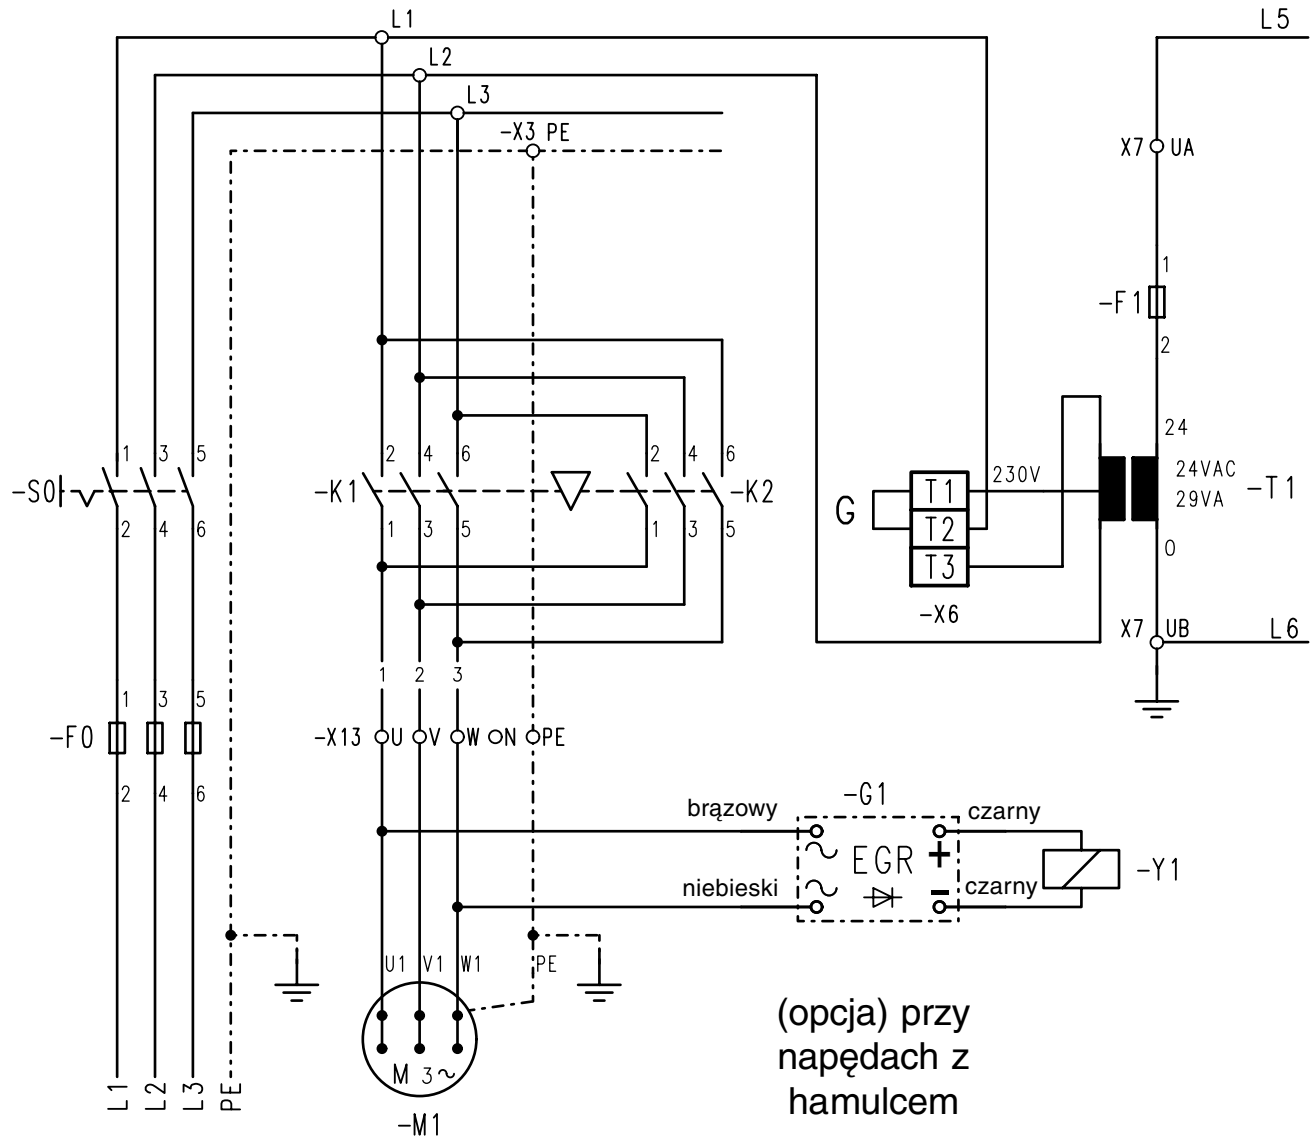 L1
L5
L2
L3
-X3 PE
X7 UA
1
-F1
2
1 3 5
2 4 6
2 4 6
24
-S0
-K1
-K2
G
T1
230V
24VAC
29VA
-T1
T2
T3
2 4 6
1 3 5
1 3 5
0
-X6
X7 UB
L6
1 2 3
1 3 5
-F0
-X13 U V W N PE
2 4 6
-G1
brązowy
czarny
EGR +
-Y1
niebieski
- czarny
U1 V1 W1 PE
(opcja) przy
napędach z
hamulcem
M 3~
L1 L2 L3 PE
-M1